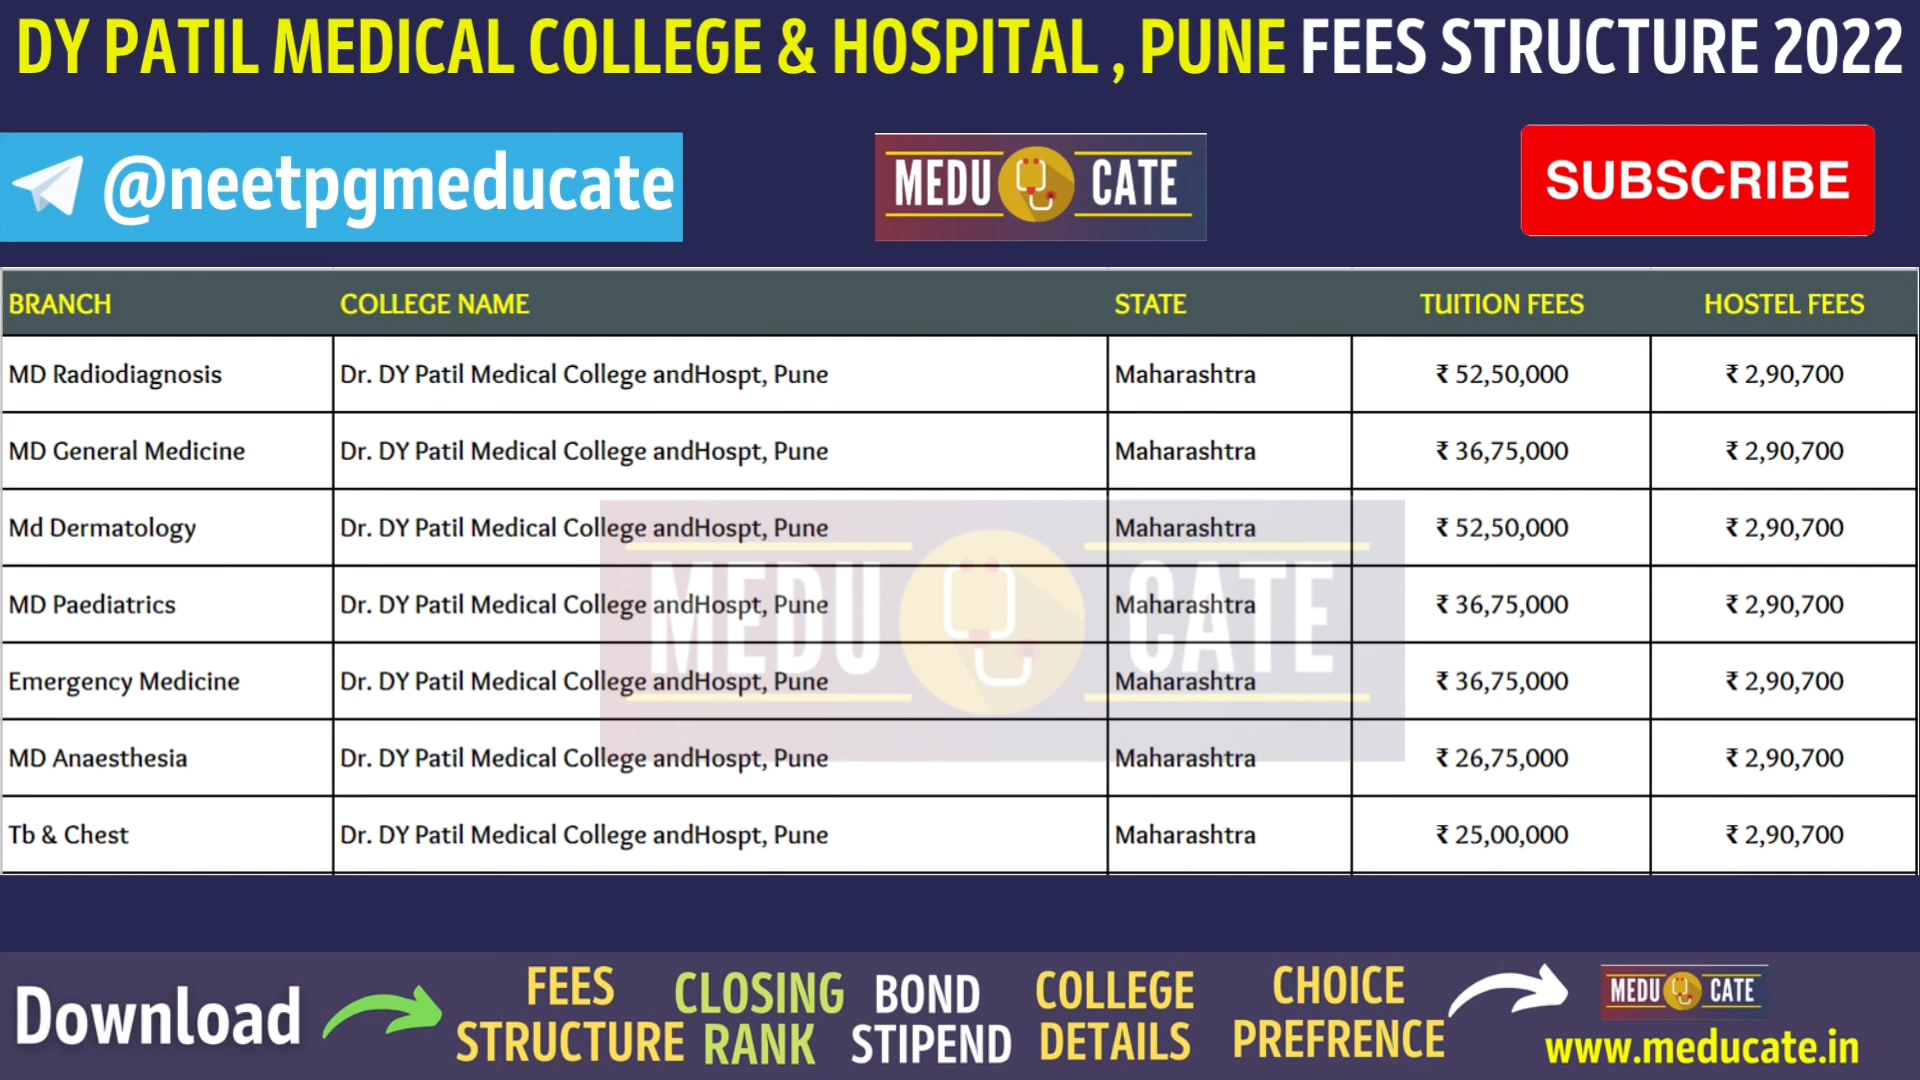 DY PATIL MEDICAL COLLEGE & HOSPITAL , PUNE FEES STRUCTURE 2022
@neetpgmeducate
MEDU CATE
SUBSCRIBE
BRANCH COLLEGE NAME STATE TUITION FEES HOSTEL FEES
MD Radiodiagnosis Dr. DY Patil Medical College andHospt, Pune Maharashtra ₹ 52,50,000 ₹ 2,90,700
MD General Medicine Dr. DY Patil Medical College andHospt, Pune Maharashtra ₹ 36,75,000 ₹ 2,90,700
Md Dermatology Dr. DY Patil Medical College andHospt, Pune Maharashtra ₹ 52,50,000 ₹ 2,90,700
MD Paediatrics Dr. DY Patil Medical College andHospt, Pune Maharashtra ₹ 36,75,000 ₹ 2,90,700
MEDU CATE
Emergency Medicine Dr. DY Patil Medical College andHospt, Pune Maharashtra ₹ 36,75,000 ₹ 2,90,700
MD Anaesthesia Dr. DY Patil Medical College andHospt, Pune Maharashtra ₹ 26,75,000 ₹ 2,90,700
Tb & Chest Dr. DY Patil Medical College andHospt, Pune Maharashtra ₹ 25,00,000 ₹ 2,90,700
Download
FEES
STRUCTURE
CLOSING
RANK
BOND
STIPEND
COLLEGE
DETAILS
CHOICE
PREFRENCE
MEDU CATE
www.meducate.in